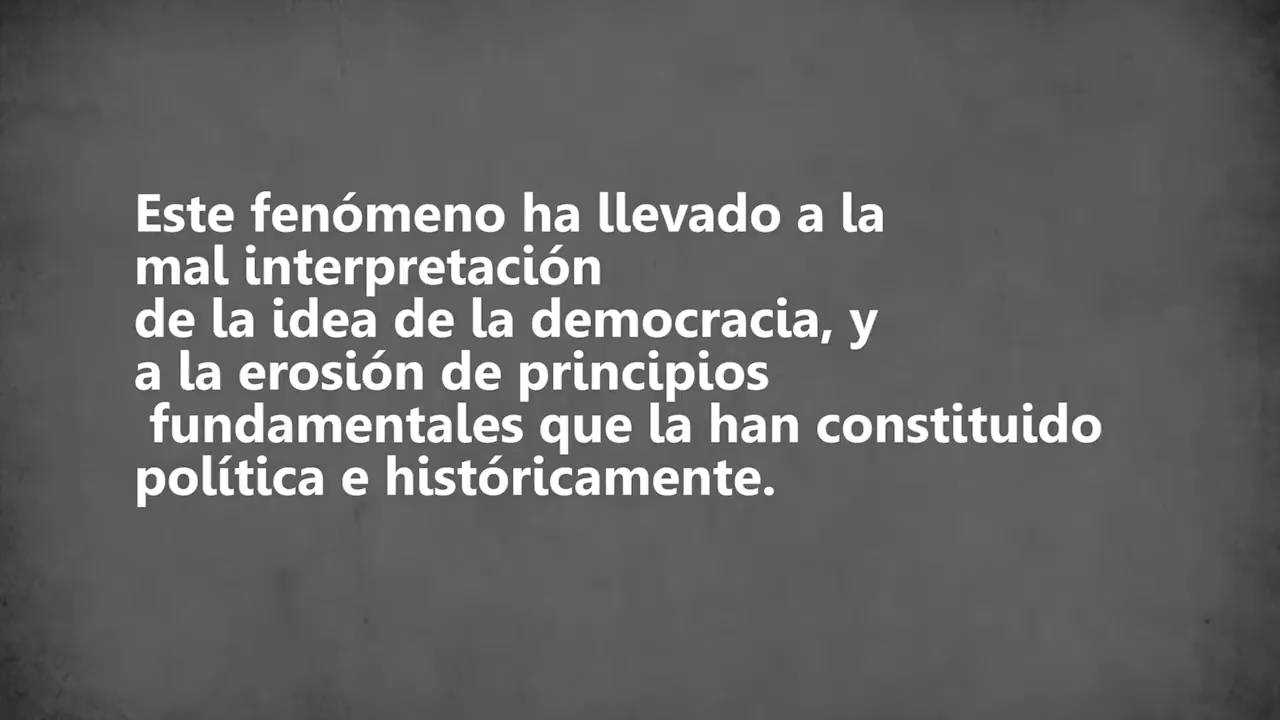 Este fenómeno ha llevado a la
mal interpretación
de la idea de la democracia, y
a la erosión de principios
fundamentales que la han constituido
política e históricamente.